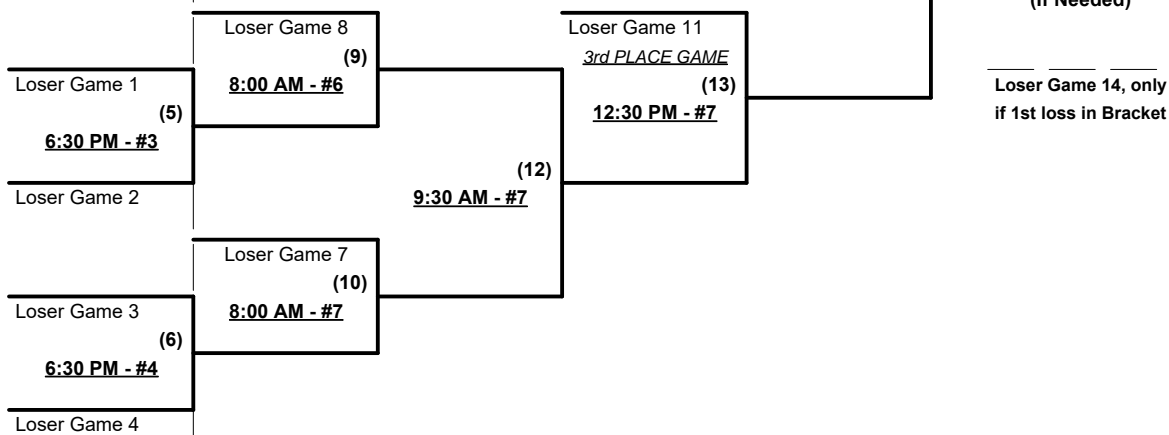 (If Needed)
Loser Game 8
(9)
8:00 AM - #6
Loser Game 11
3rd PLACE GAME
(13)
12:30 PM - #7
Loser Game 14, only
if 1st loss in Bracket
Loser Game 1
(5)
6:30 PM - #3
Loser Game 2
(12)
9:30 AM - #7
Loser Game 7
(10)
8:00 AM - #7
Loser Game 3
(6)
6:30 PM - #4
Loser Game 4